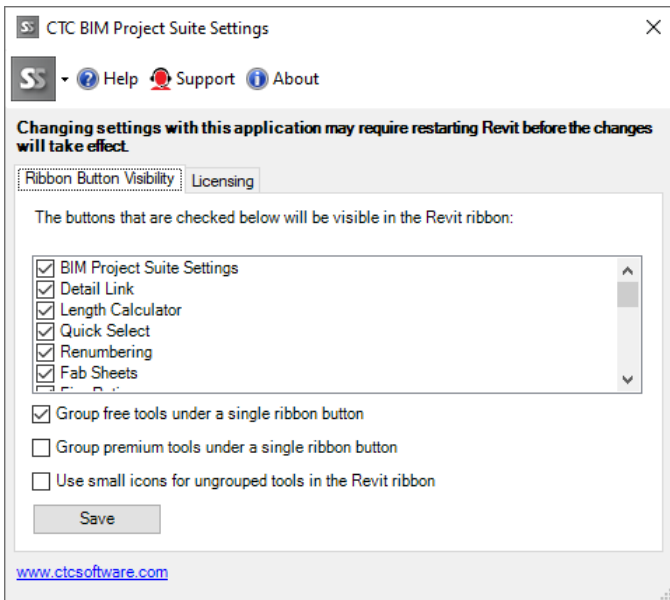 CTC BIM Project Suite Settings
SS Help Support About
Changing settings with this application may require restarting Revit before the changes
will take effect.
Ribbon Button Visibility Licensing
The buttons that are checked below will be visible in the Revit ribbon:
BIM Project Suite Settings
Detail Link
Length Calculator
Quick Select
Renumbering
Fab Sheets
Group free tools under a single ribbon button
Group premium tools under a single ribbon button
Use small icons for ungrouped tools in the Revit ribbon
Save
www.ctcsoftware.com